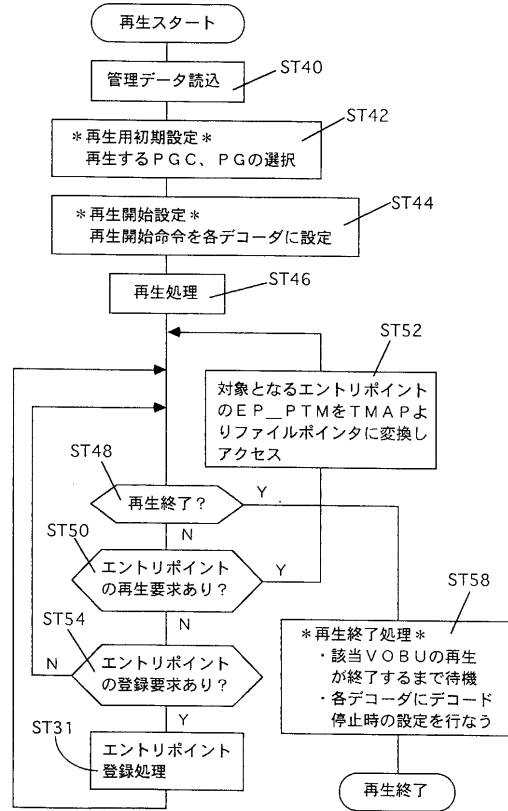 再生スタート
管理データ読込
ST40
ST42
＊再生用初期設定＊
再生するＰＧＣ、ＰＧの選択
ST44
＊再生開始設定＊
再生開始命令を各デコーダに設定
再生処理
ST46
ST52
対象となるエントリポイント
のＥＰ＿ＰＴＭをＴＭＡＰよ
りファイルポインタに変換し
アクセス
ST48
再生終了？
Y
N
ST50
エントリポイント
の再生要求あり？
Y
N
ST54
エントリポイント
の登録要求あり？
N
Y
ST58
＊再生終了処理＊
・該当ＶＯＢＵの再生
が終了するまで待機
・各デコーダにデコード
停止時の設定を行なう
ST31
エントリポイント
登録処理
再生終了